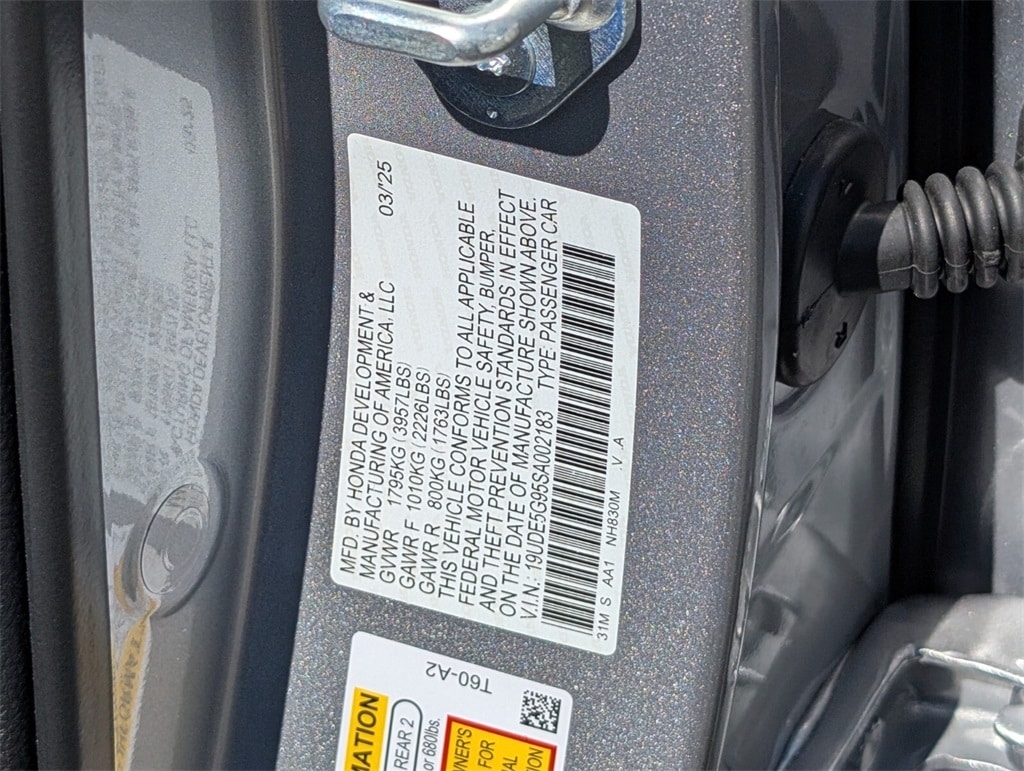 MFD. BY HONDA DEVELOPMENT &
MANUFACTURING OF AMERICA, LLC 03/'25
GVWR 1795KG (3957LBS)
GAWR F 1010KG (2226LBS)
GAWR R 800KG (1763LBS)
THIS VEHICLE CONFORMS TO ALL APPLICABLE
FEDERAL MOTOR VEHICLE SAFETY, BUMPER,
AND THEFT PREVENTION STANDARDS IN EFFECT
ON THE DATE OF MANUFACTURE SHOWN ABOVE.
V.I.N.: 19UDE5G95SA002183 TYPE: PASSENGER CAR
31M S AA1 NH830M V A
T60-A2
MATION
REAR 2
or 680lbs.
FOR